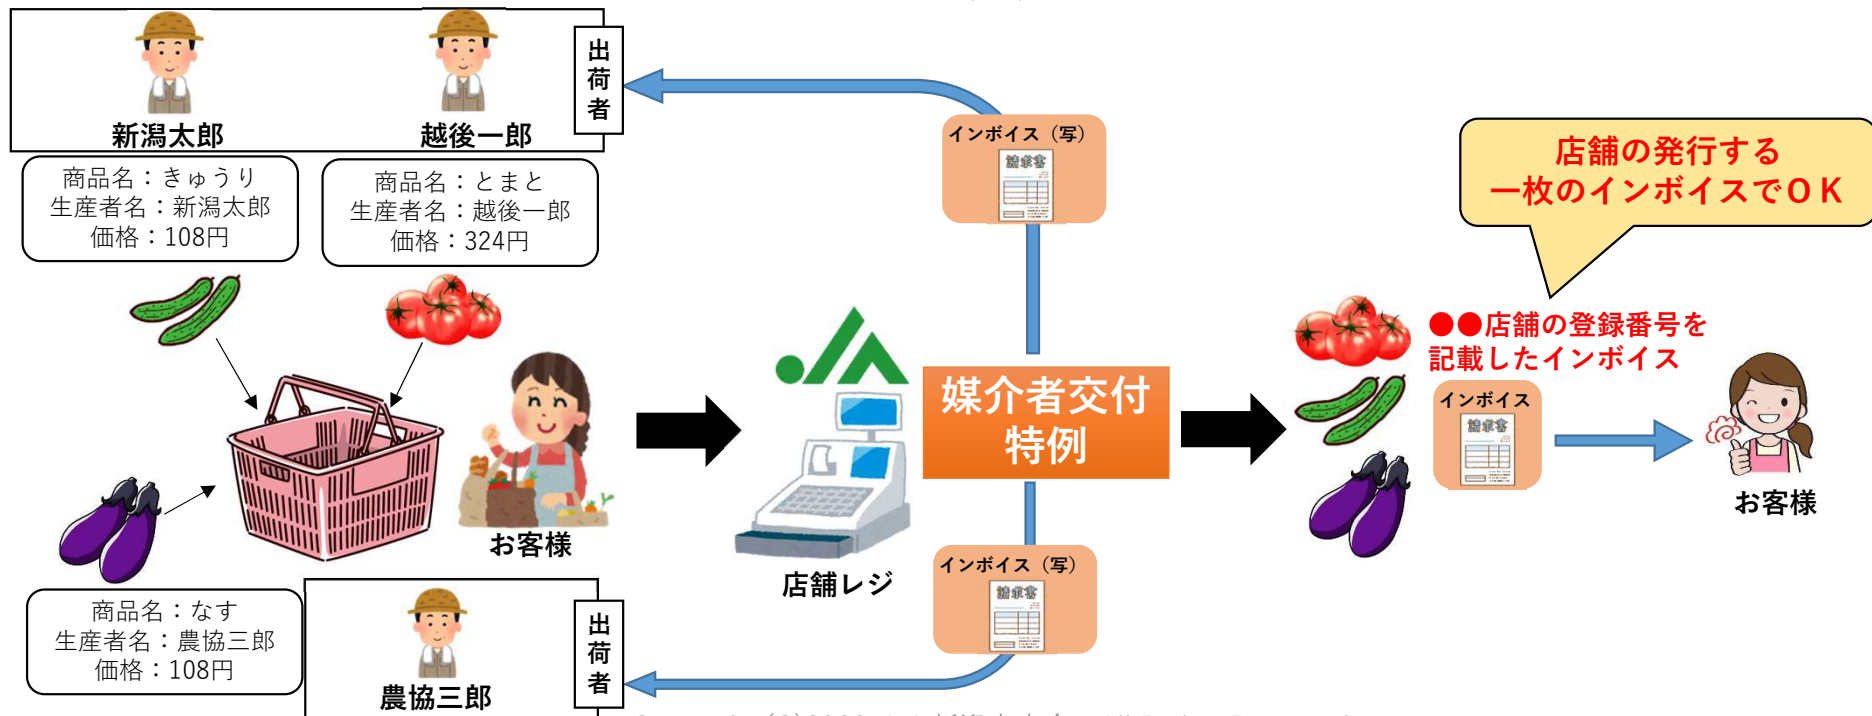 出荷者
新潟太郎
越後一郎
商品名：きゅうり
生産者名：新潟太郎
価格：108円
商品名：とまと
生産者名：越後一郎
価格：324円
インボイス（写）
請求書
店舗の発行する
一枚のインボイスでＯＫ
●●店舗の登録番号を
記載したインボイス
インボイス
請求書
お客様
JA
媒介者交付
特例
お客様
店舗レジ
インボイス（写）
請求書
商品名：なす
生産者名：農協三郎
価格：108円
出荷者
農協三郎